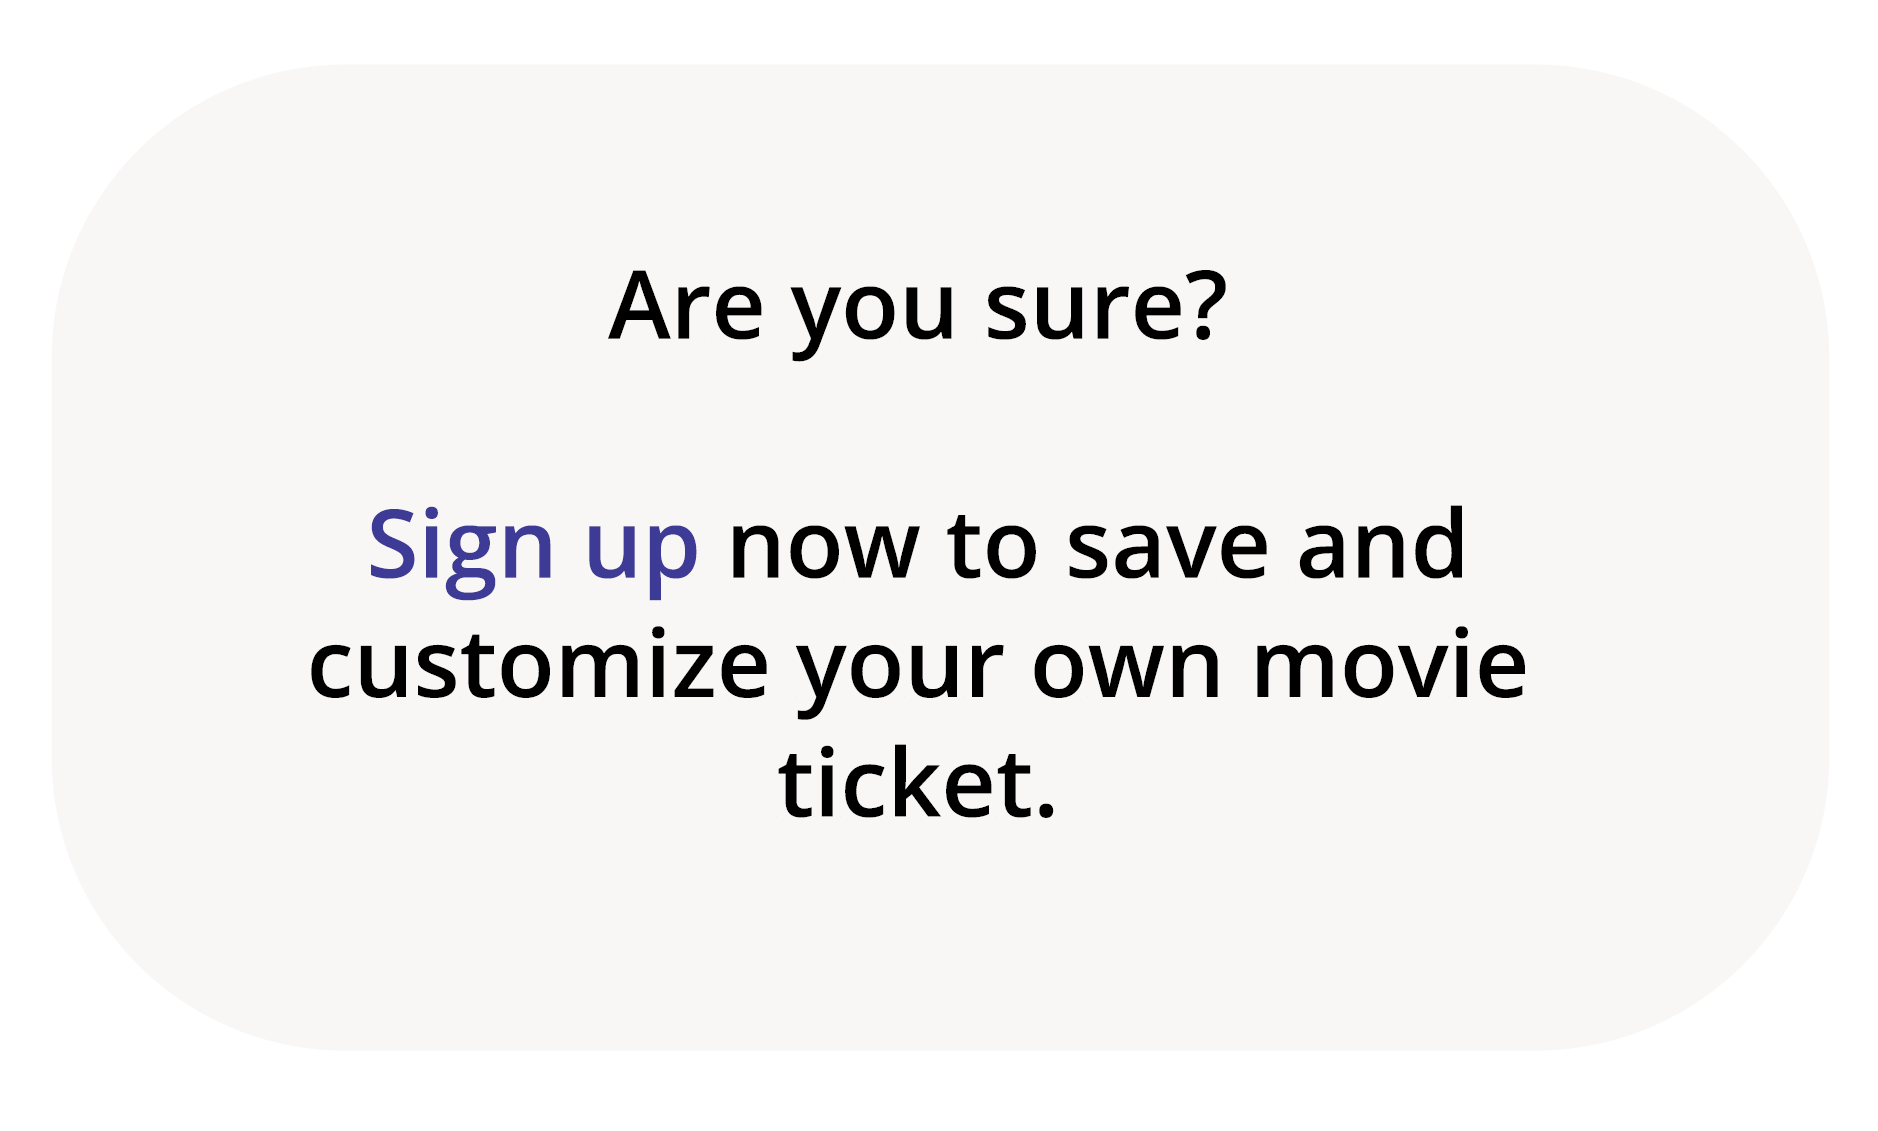 Are you sure?
Sign up now to save and
customize your own movie
ticket.